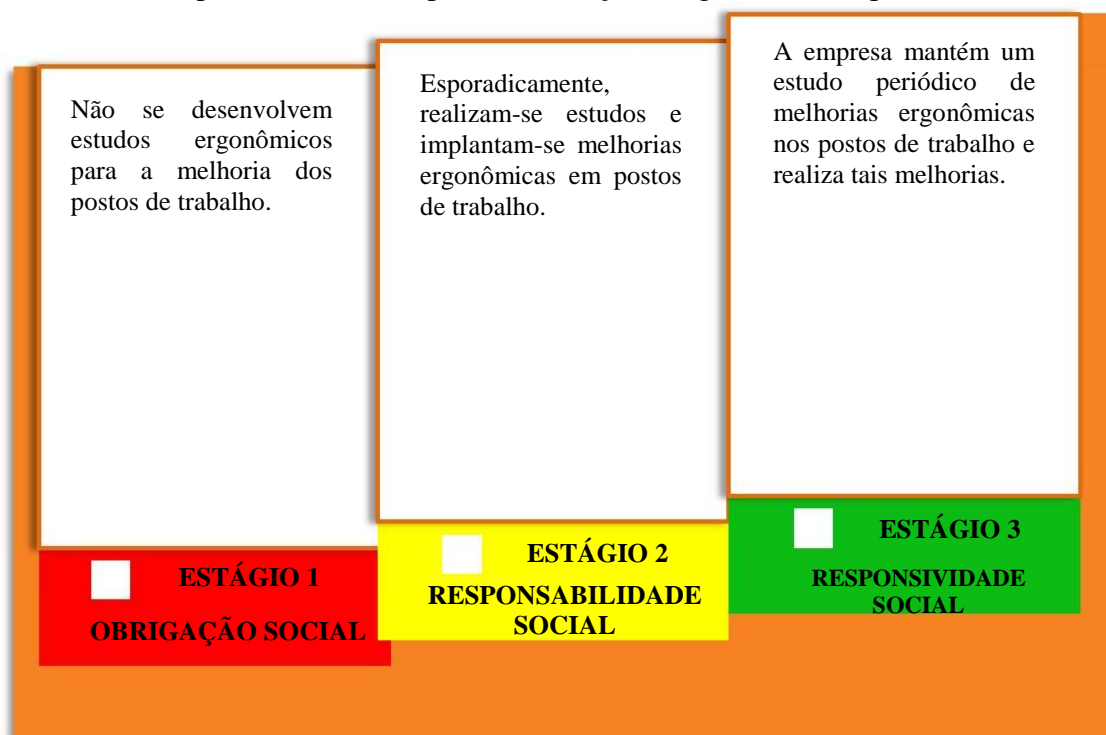 Não se desenvolvem
estudos ergonômicos
para a melhoria dos
postos de trabalho.
Esporadicamente,
realizam-se estudos e
implantam-se melhorias
ergonômicas em postos
de trabalho.
A empresa mantém um
estudo periódico de
melhorias ergonômicas
nos postos de trabalho e
realiza tais melhorias.
ESTÁGIO 1
OBRIGAÇÃO SOCIAL
ESTÁGIO 2
RESPONSABILIDADE
SOCIAL
ESTÁGIO 3
RESPONSIVIDADE
SOCIAL